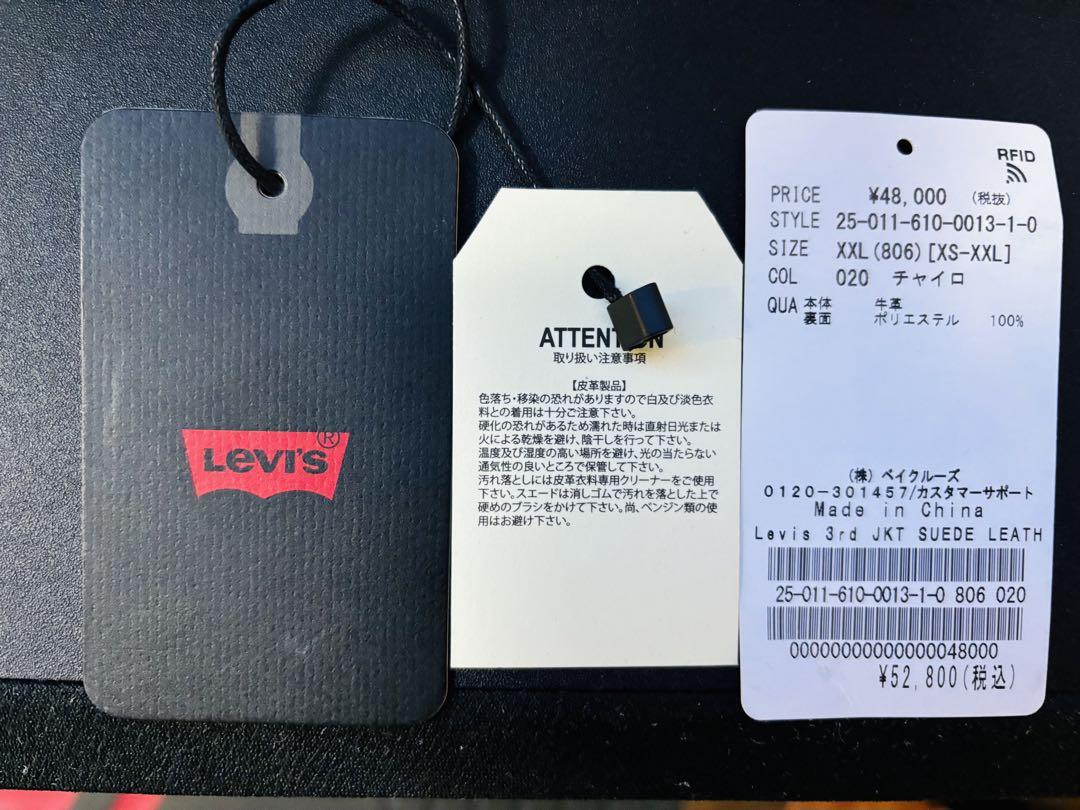 LEVI'S®
ATTENTION
取り扱い注意事項
【皮革製品】
色落ち・移染の恐れがありますので白及び淡色衣
料との着用は十分ご注意下さい。
硬化の恐れがあるため濡れた時は直射日光または
火による乾燥を避け、陰干しを行って下さい。
温度及び湿度の高い場所を避け、光の当たらない
通気性の良いところで保管して下さい。
汚れ落としには皮革衣料専用クリーナーをご使用
下さい。スエードは消しゴムで汚れを落とした上で
硬めのブラシをかけて下さい。尚、ベンジン類の使
用はお避け下さい。
RFID
PRICE ¥48,000 (税抜)
STYLE 25-011-610-0013-1-0
SIZE XXL(806)[XS-XXL]
COL 020 チャイロ
QUA 本体 牛革
裏面 ポリエステル 100%
(株) ベイクルーズ
0120-301457/カスタマーサポート
Made in China
Levis 3rd JKT SUEDE LEATH
25-011-610-0013-1-0 806 020
00000000000000048000
¥52,800(税込)